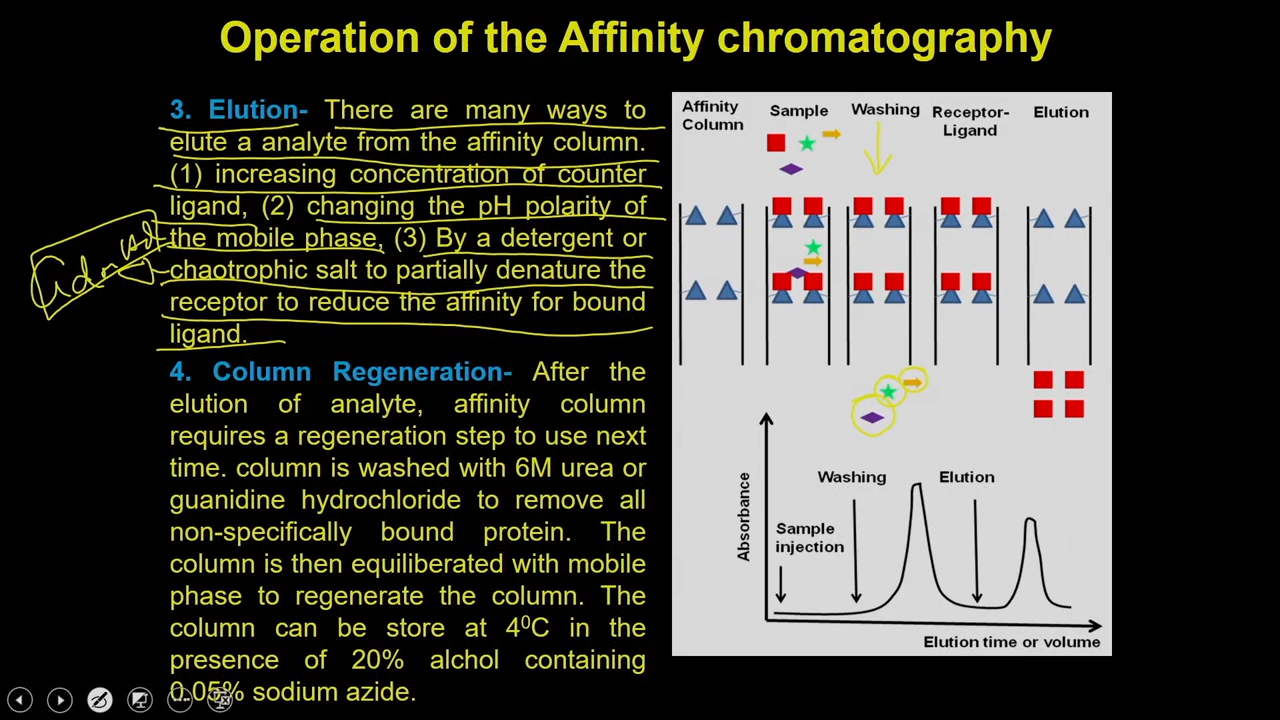 Operation of the Affinity chromatography
3. Elution- There are many ways to
elute a analyte from the affinity column.
(1) increasing concentration of counter
ligand, (2) changing the pH polarity of
the mobile phase, (3) By a detergent or
chaotrophic salt to partially denature the
receptor to reduce the affinity for bound
ligand.
4. Column Regeneration- After the
elution of analyte, affinity column
requires a regeneration step to use next
time. column is washed with 6M urea or
guanidine hydrochloride to remove all
non-specifically bound protein. The
column is then equiliberated with mobile
phase to regenerate the column. The
column can be store at 4⁰C in the
presence of 20% alchol containing
0.05% sodium azide.
Affinity
Column
Sample
Washing
Receptor-
Ligand
Elution
Absorbance
Washing
Elution
Sample
injection
Elution time or volume